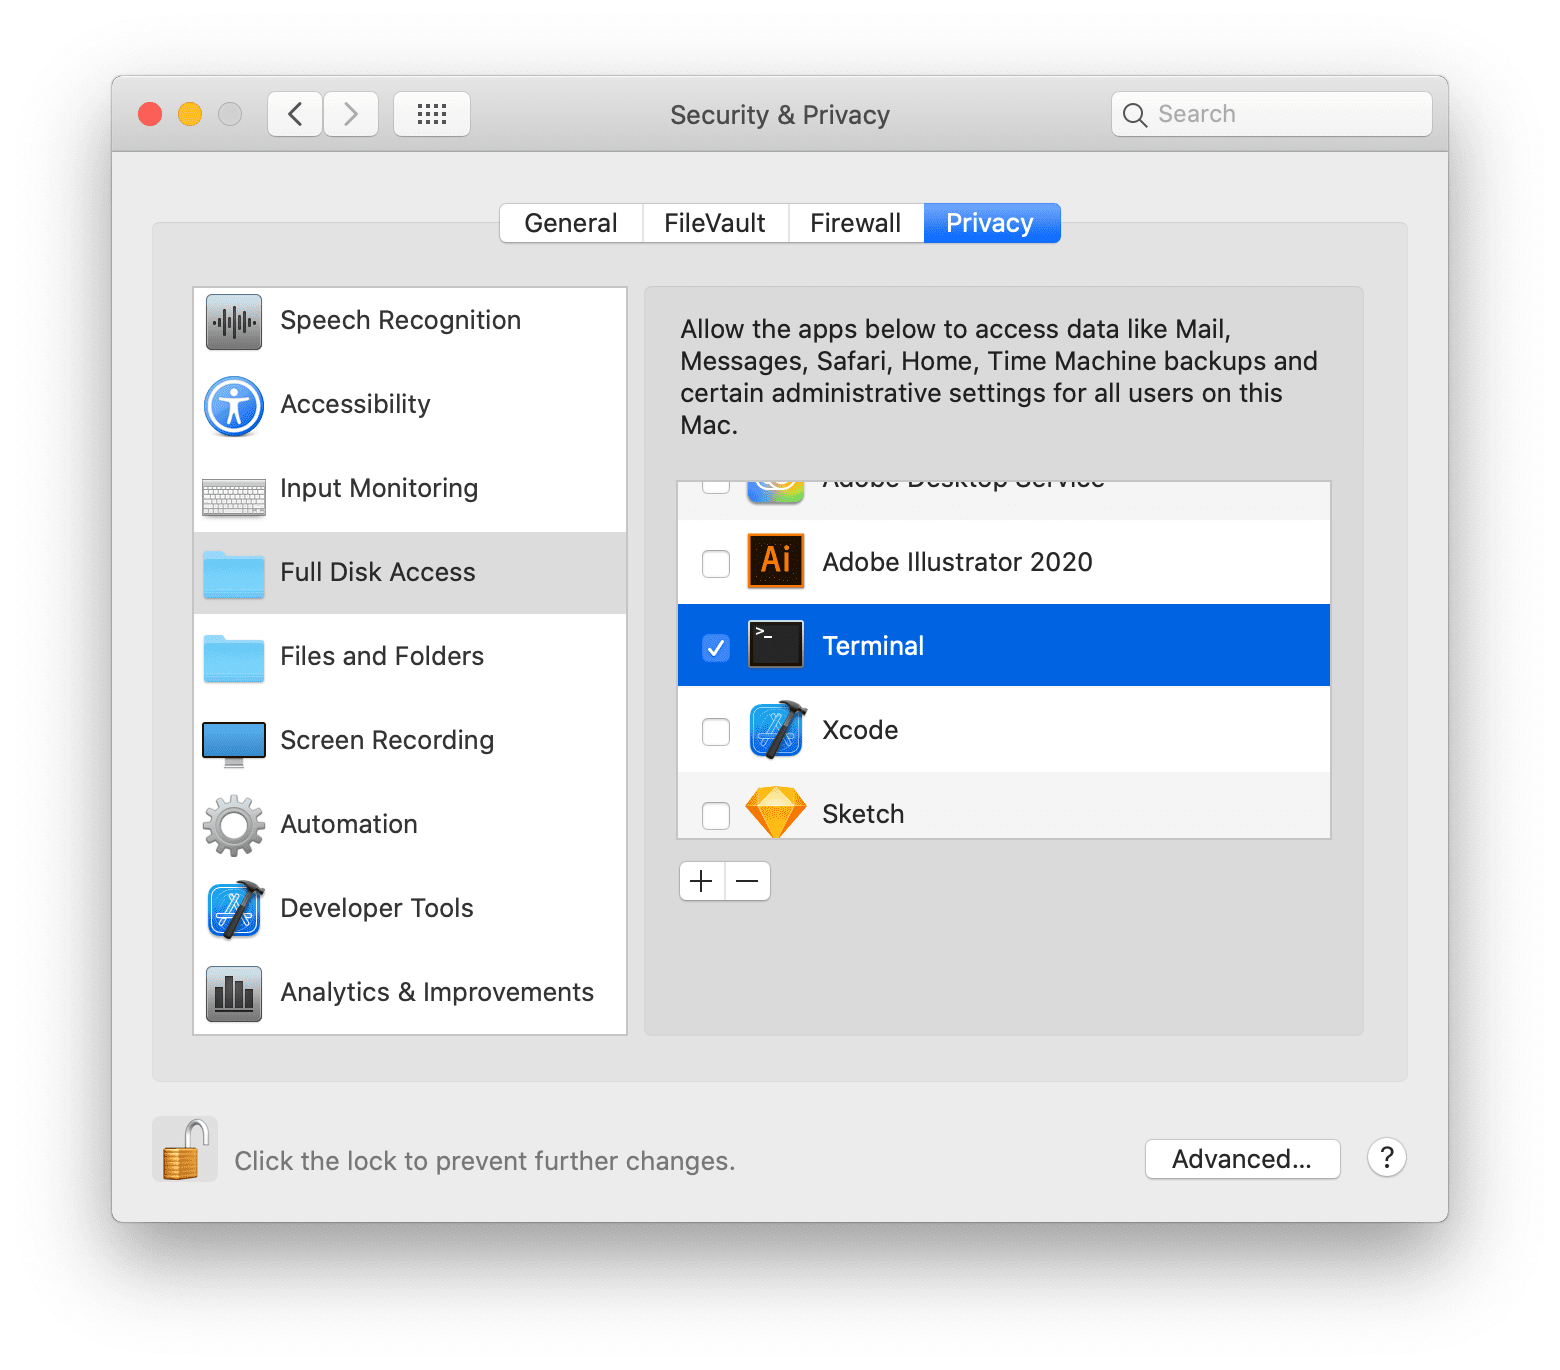 Security & Privacy
Search
General
FileVault
Firewall
Privacy
Speech Recognition
Accessibility
Input Monitoring
Full Disk Access
Files and Folders
Screen Recording
Automation
Developer Tools
Analytics & Improvements
Allow the apps below to access data like Mail,
Messages, Safari, Home, Time Machine backups and
certain administrative settings for all users on this
Mac.
Adobe Desktop Service
Ai
Adobe Illustrator 2020
>_
Terminal
Xcode
Sketch
Click the lock to prevent further changes.
Advanced...
?